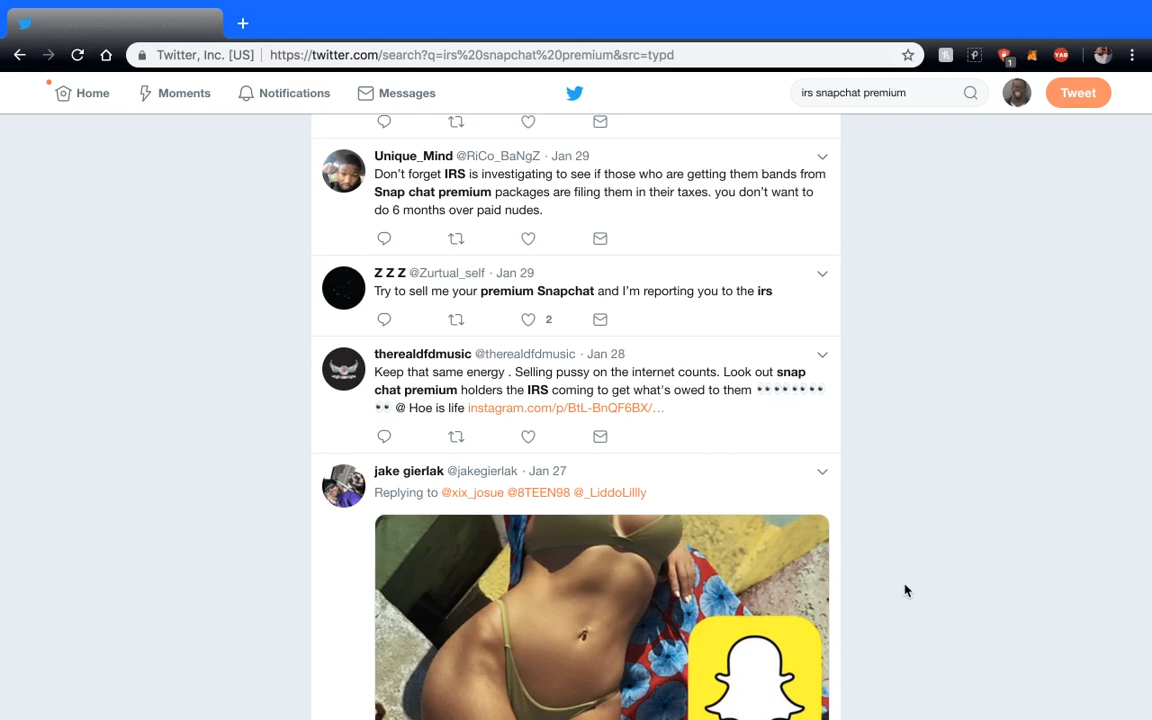 +
Twitter, Inc. [US] https://twitter.com/search?q=irs%20snapchat%20premium&src=typd
1
YAB
Home Moments Notifications Messages irs snapchat premium Tweet
Unique_Mind @RiCo_BaNgZ · Jan 29
Don't forget IRS is investigating to see if those who are getting them bands from
Snap chat premium packages are filing them in their taxes. you don't want to
do 6 months over paid nudes.
Z Z Z @Zurtual_self · Jan 29
Try to sell me your premium Snapchat and I'm reporting you to the irs
2
therealdfdmusic @therealdfdmusic · Jan 28
Keep that same energy . Selling pussy on the internet counts. Look out snap
chat premium holders the IRS coming to get what's owed to them 👀👀👀👀
👀 @ Hoe is life instagram.com/p/BtL-BnQF6BX/...
jake gierlak @jakegierlak · Jan 27
Replying to @xix_josue @8TEEN98 @_LiddoLillly